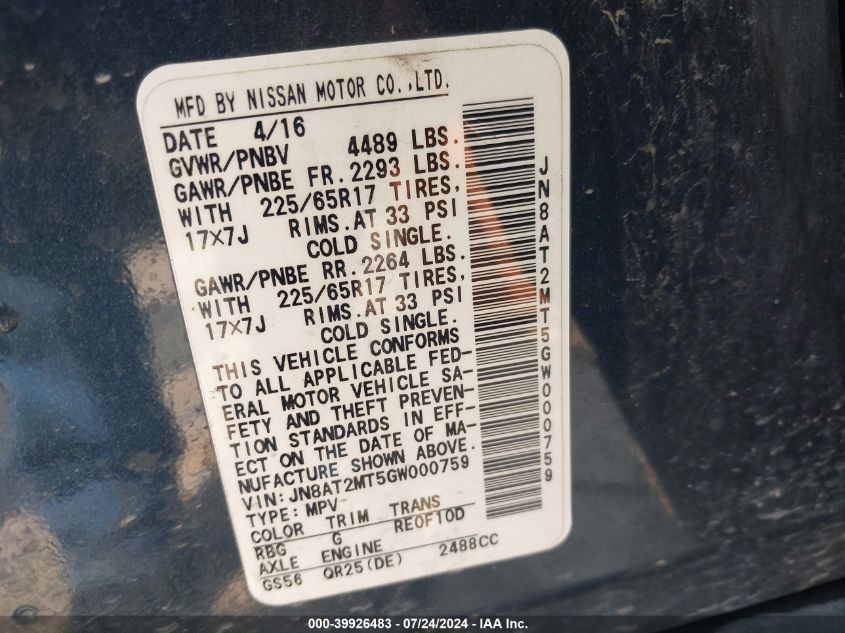 MFD BY NISSAN MOTOR CO.,LTD.
DATE 4/16
GVWR/PNBV 4489 LBS.
GAWR/PNBE FR. 2293 LBS.
WITH 225/65R17 TIRES,
17X7J RIMS.AT 33 PSI
COLD SINGLE.
GAWR/PNBE RR. 2264 LBS.
WITH 225/65R17 TIRES,
17X7J RIMS.AT 33 PSI
COLD SINGLE.
THIS VEHICLE CONFORMS
TO ALL APPLICABLE FED-
ERAL MOTOR VEHICLE SA-
FETY AND THEFT PREVEN-
TION STANDARDS IN EFF-
ECT ON THE DATE OF MA-
NUFACTURE SHOWN ABOVE.
VIN:JN8AT2MT5GW000759
TYPE:MPV
COLOR TRIM TRANS
RBG G RE0F10D
AXLE ENGINE
GS56 QR25(DE) 2488CC
JN8AT2MT5GW000759
000-39926483 - 07/24/2024 - IAA Inc.